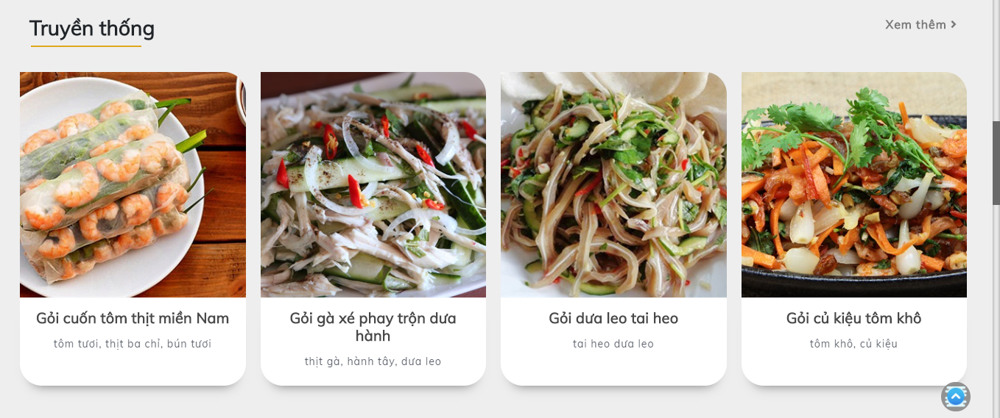 Truyền thống
Xem thêm
Gỏi cuốn tôm thịt miền Nam
tôm tươi, thịt ba chỉ, bún tươi
Gỏi gà xé phay trộn dưa
hành
thịt gà, hành tây, dưa leo
Gỏi dưa leo tai heo
tai heo dưa leo
Gỏi củ kiệu tôm khô
tôm khô, củ kiệu